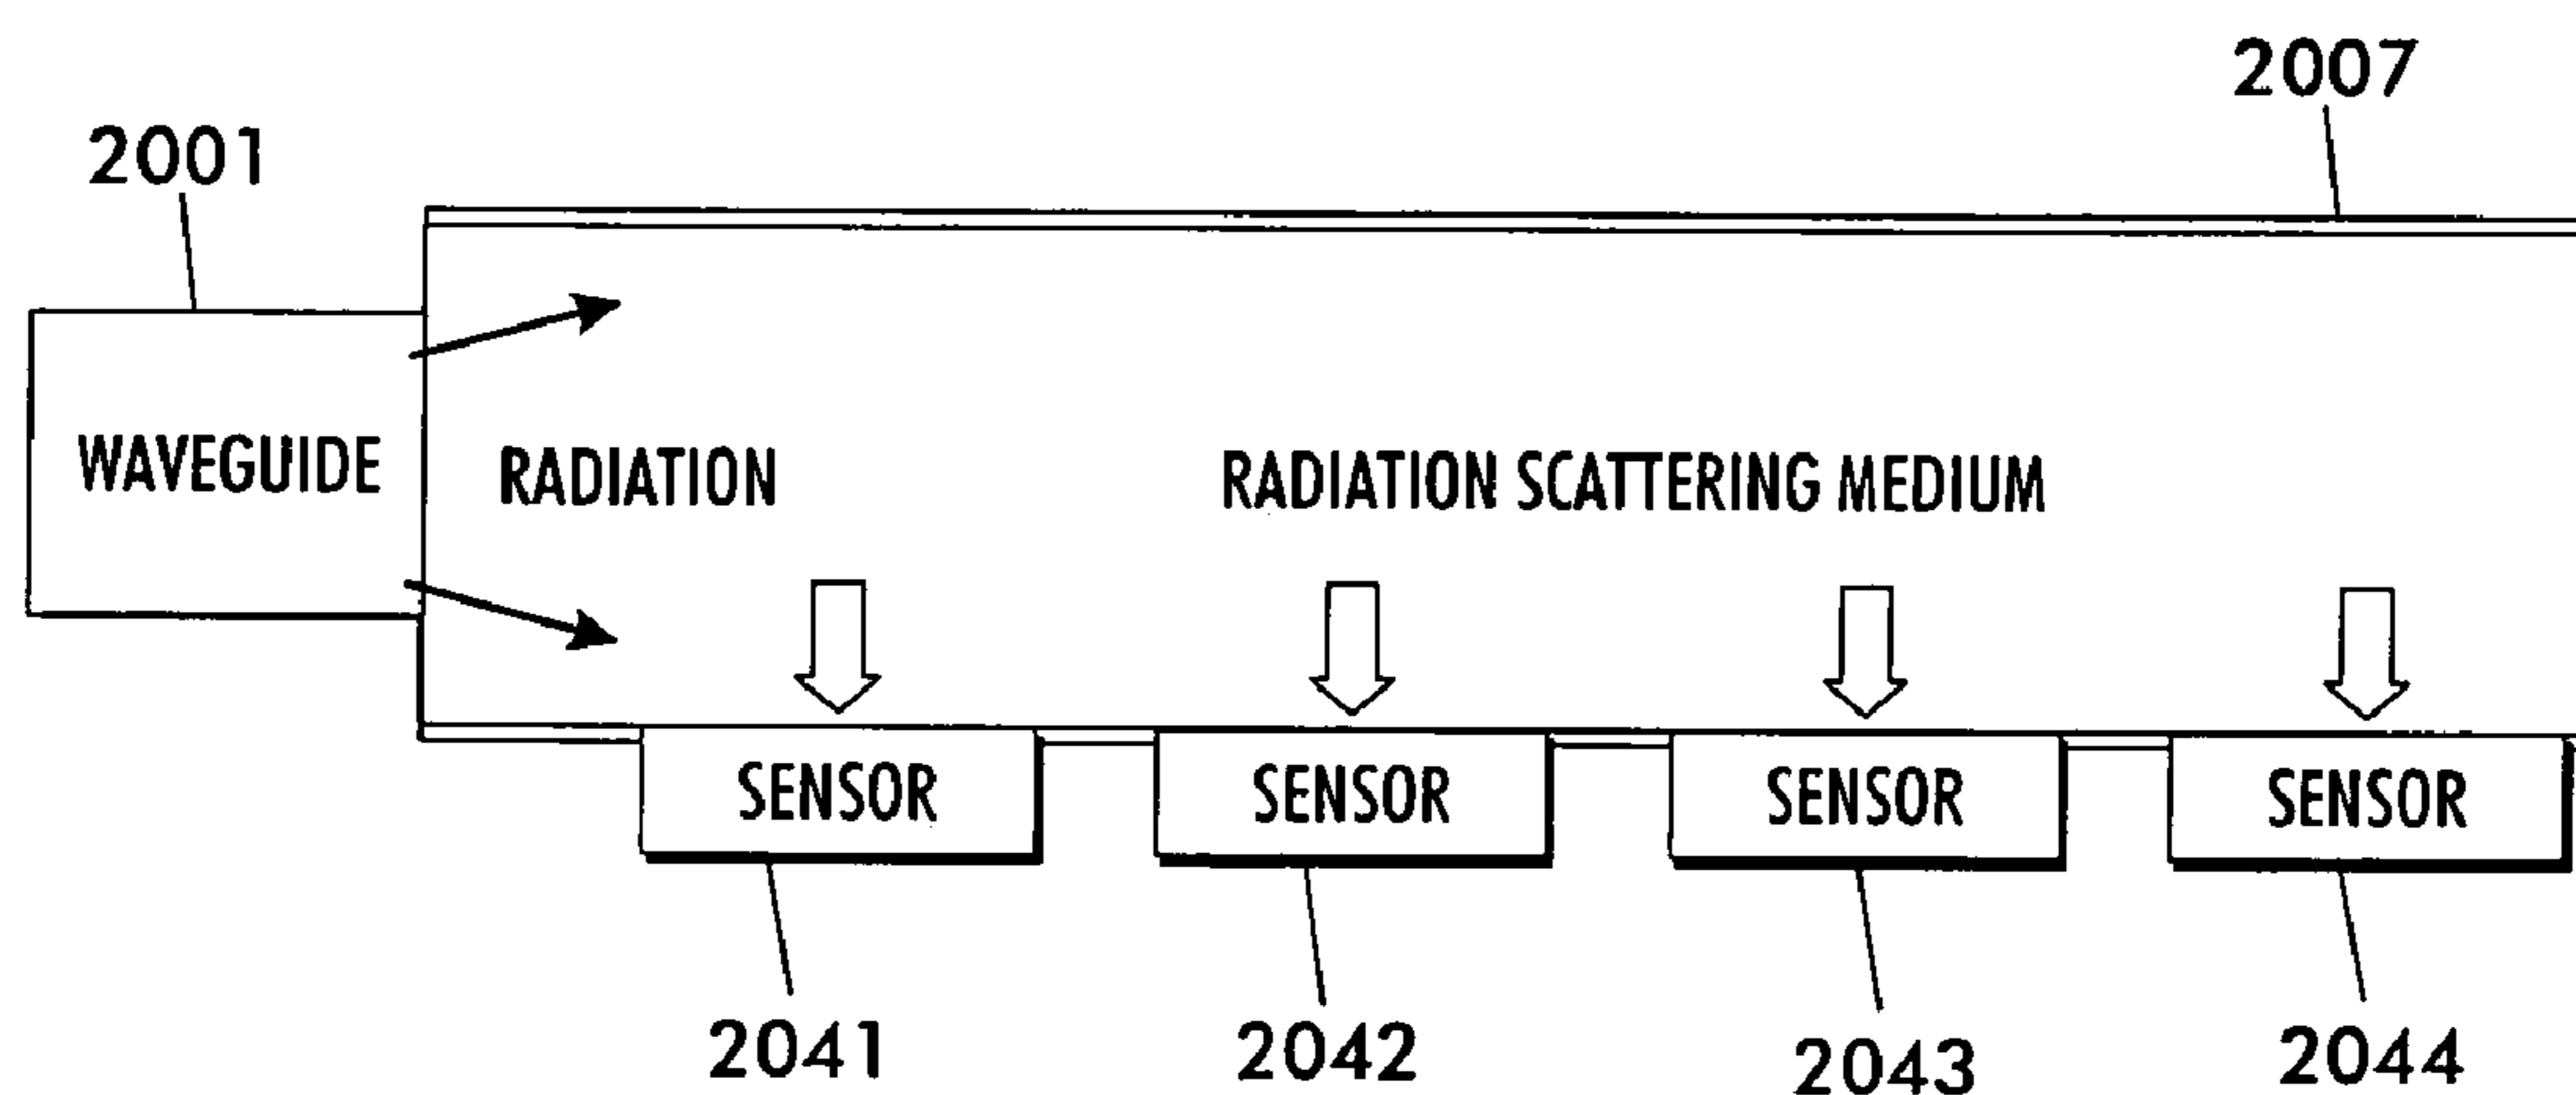 2007
2001
WAVEGUIDE
RADIATION
RADIATION SCATTERING MEDIUM
SENSOR
SENSOR
SENSOR
SENSOR
2041
2042
2043
2044